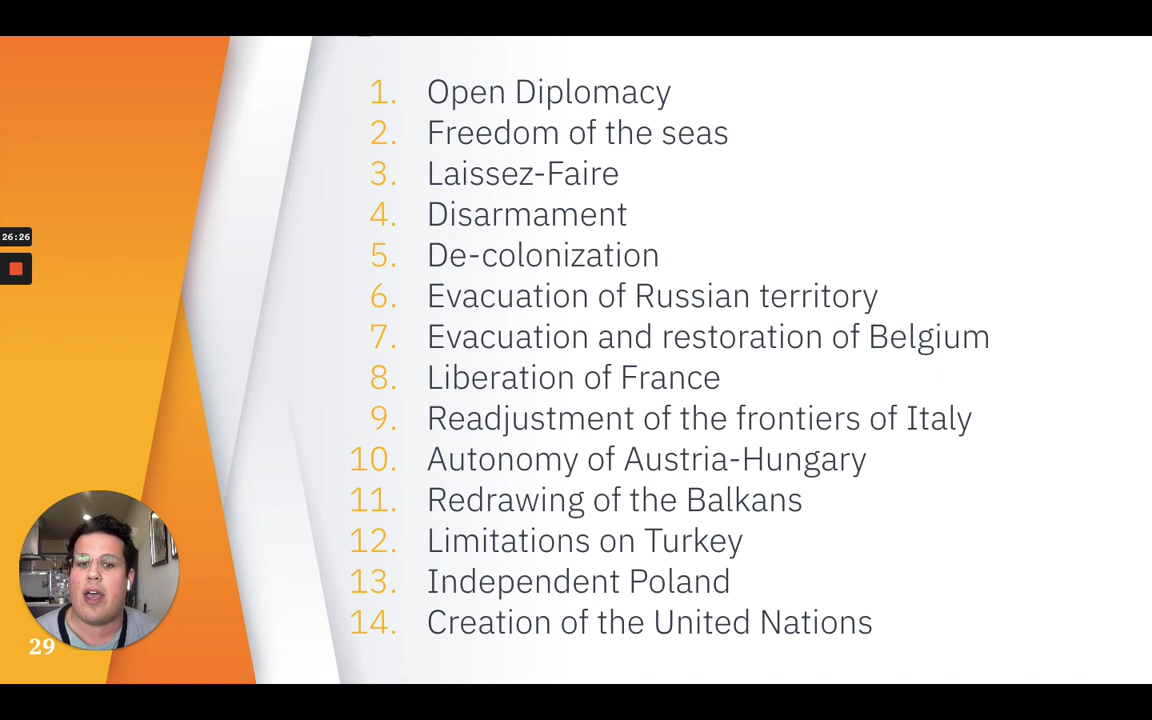 1. Open Diplomacy
2. Freedom of the seas
3. Laissez-Faire
4. Disarmament
5. De-colonization
6. Evacuation of Russian territory
7. Evacuation and restoration of Belgium
8. Liberation of France
9. Readjustment of the frontiers of Italy
10. Autonomy of Austria-Hungary
11. Redrawing of the Balkans
12. Limitations on Turkey
13. Independent Poland
14. Creation of the United Nations
26:26
29